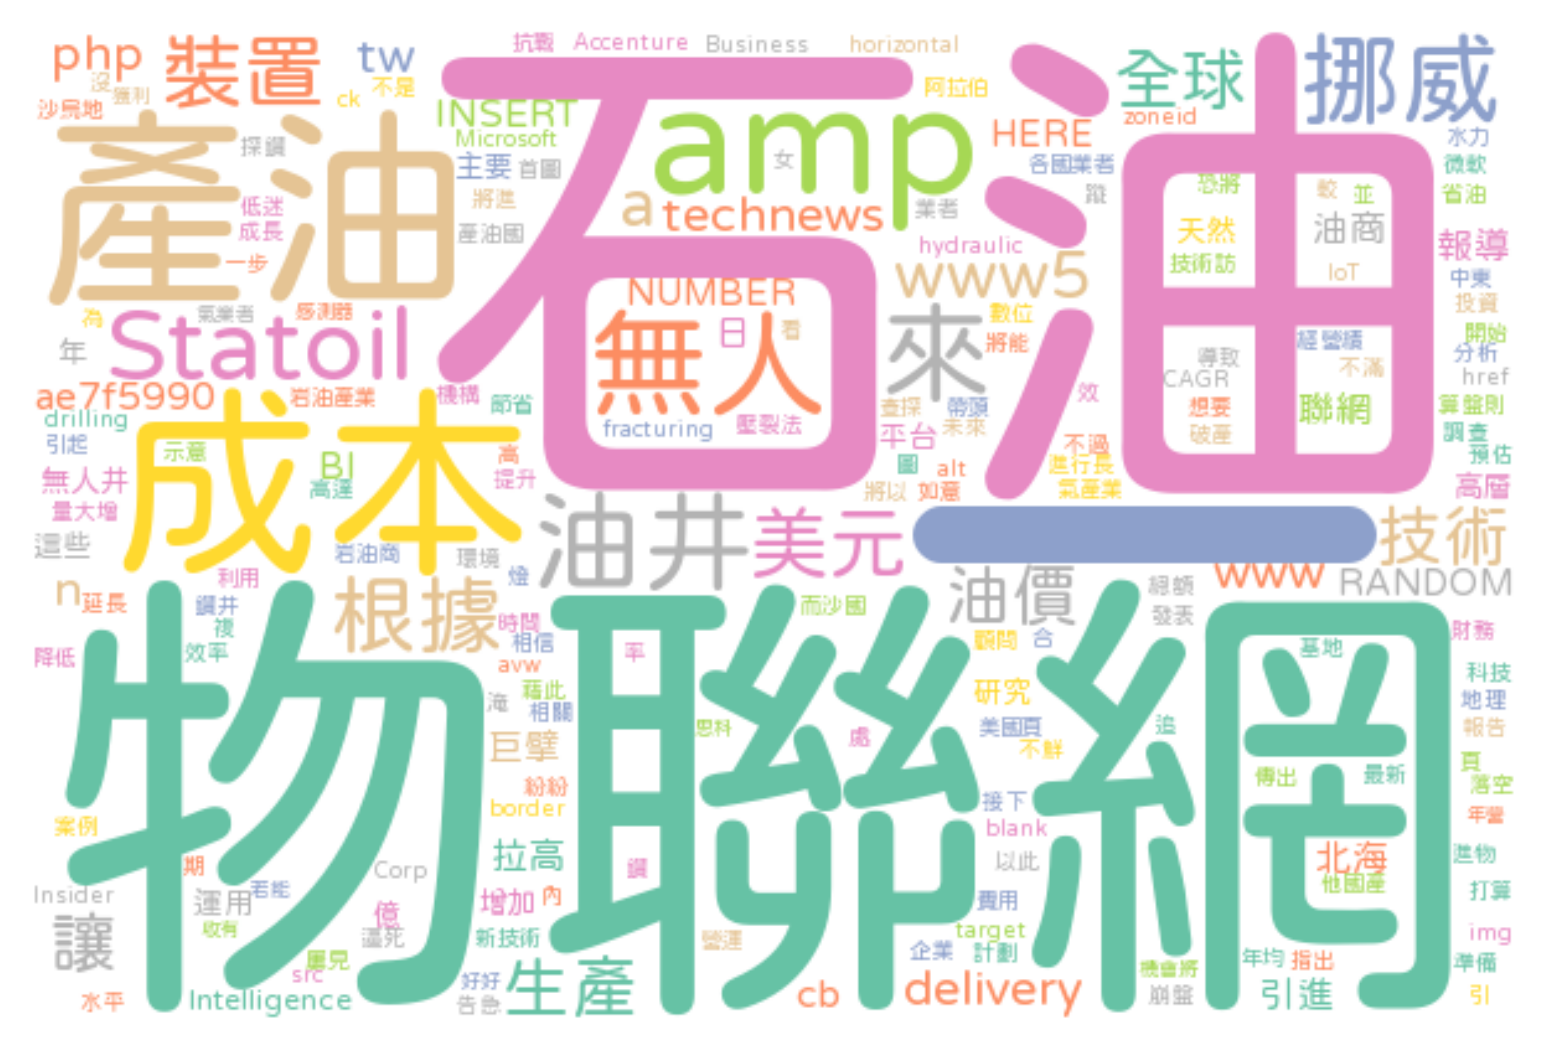 php
裝置
tw
抗戰
Accenture
Business
horizontal
石油
全球
挪威
沒
獲利
沙烏地
ck
不是
INSERT
Microsoft
amp
阿拉伯
HERE
zoneid
水力
產油
探鑽
主要
首圖
女
各國業者
微軟
低迷
將進
a
technews
業者
蹤
恐將
較
並
省油
成長
產油國
hydraulic
天然
油商
報導
一步
www5
技術訪
IoT
中東
為
Statoil
氣業者
感測器
NUMBER
數位
投資
年
無人
日
看
來
將能
經營績
開始
導致
分析
不滿
CAGR
href
ae7f5990
岩油產業
機構
節省
查探
帶頭
效
想要
聯網
算盤則
drilling
成本
fracturing
壓裂法
平台
未來
破產
調查
引起
示意
BI
高
不過
預估
無人井
高達
提升
圖
alt
進行長
高層
量大增
將以
如意
氣產業
這些
岩油商
環境
油井
美元
一
技術
n
延長
利用
根據
燈
油價
總額
www
RANDOM
鑽井
複
時間
而沙國
發表
降低
效率
相信
率
顧問
合
基地
財務
物聯網
avw
淹
藉此
相關
研究
科技
思科
處
美國頁
追
地理
巨擘
不鮮
報告
紛紛
傳出
最新
頁
落空
案例
border
接下
blank
年營
期
Corp
拉高
鑽
以此
北海
進物
Insider
運用
若能
億
增加
內
費用
他國產
打算
讓
收有
逼死
新技術
營運
target
img
屢見
src
企業
計劃
年均
指出
準備
水平
Intelligence
好好
告急
生產
cb
delivery
機會將
崩盤
引進
引